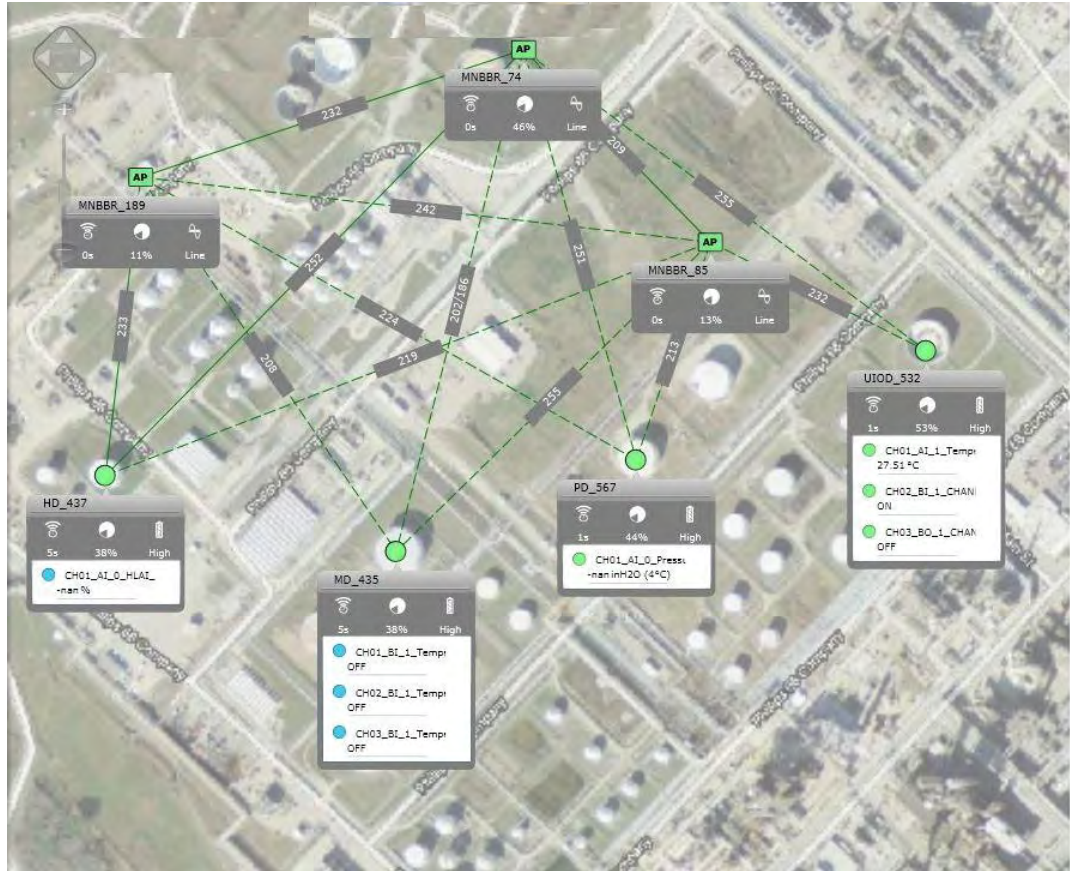 AP
MNBBR_74
0s 46% Line
232
209
255
AP
MNBBR_189
0s 11% Line
242
252
251
AP
MNBBR_85
0s 13% Line
232
202/186
224
233
208
219
213
255
UIOD_532
1s 53% High
CH01_AI_1_Temp
27.51 °C
CH02_BI_1_CHAN
ON
CH03_BO_1_CHAN
OFF
HD_437
5s 38% High
CH01_AI_0_HLAI_
-nan %
PD_567
1s 44% High
CH01_AI_0_Press
-nan inH2O (4°C)
MD_435
5s 38% High
CH01_BI_1_Temp
OFF
CH02_BI_1_Temp
OFF
CH03_BI_1_Temp
OFF